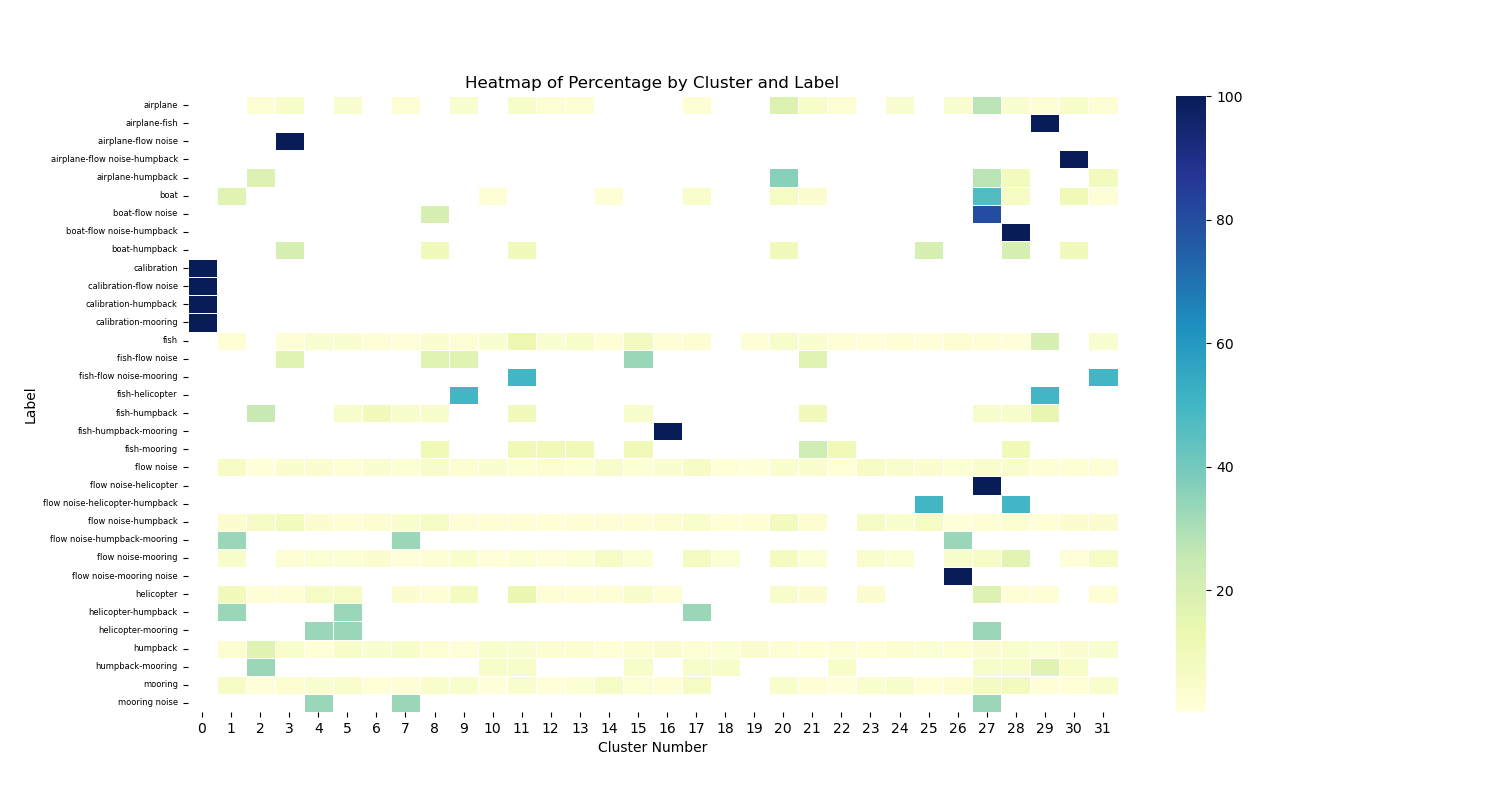 Heatmap of Percentage by Cluster and Label
airplane
airplane-fish
airplane-flow noise
airplane-flow noise-humpback
airplane-humpback
boat
boat-flow noise
boat-flow noise-humpback
boat-humpback
calibration
calibration-flow noise
calibration-humpback
calibration-mooring
fish
fish-flow noise
fish-flow noise-mooring
fish-helicopter
fish-humpback
fish-humpback-mooring
fish-mooring
flow noise
flow noise-helicopter
flow noise-helicopter-humpback
flow noise-humpback
flow noise-humpback-mooring
flow noise-mooring
flow noise-mooring noise
helicopter
helicopter-humpback
helicopter-mooring
humpback
humpback-mooring
mooring
mooring noise
Label
0 1 2 3 4 5 6 7 8 9 10 11 12 13 14 15 16 17 18 19 20 21 22 23 24 25 26 27 28 29 30 31
Cluster Number
100
80
60
40
20